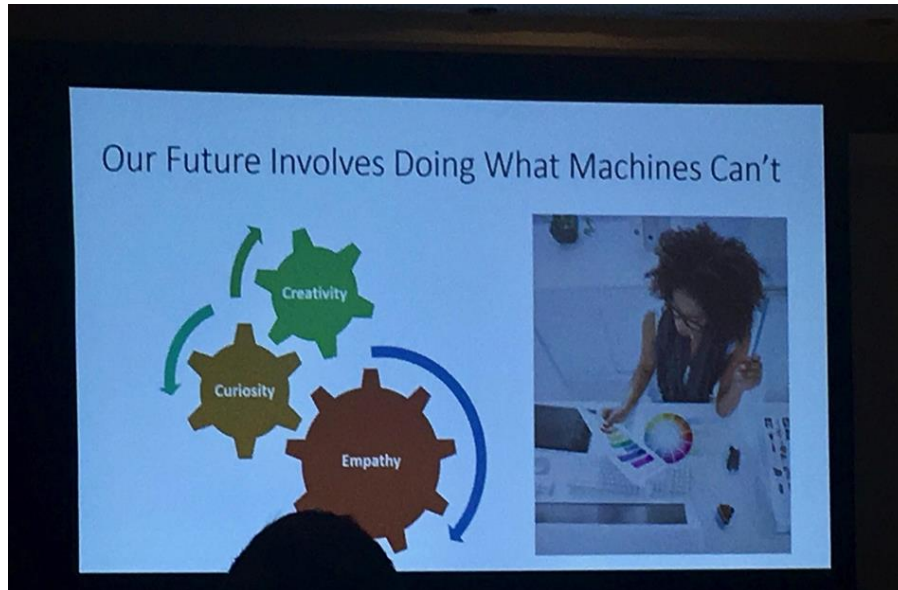 Our Future Involves Doing What Machines Can't
Creativity
Curiosity
Empathy